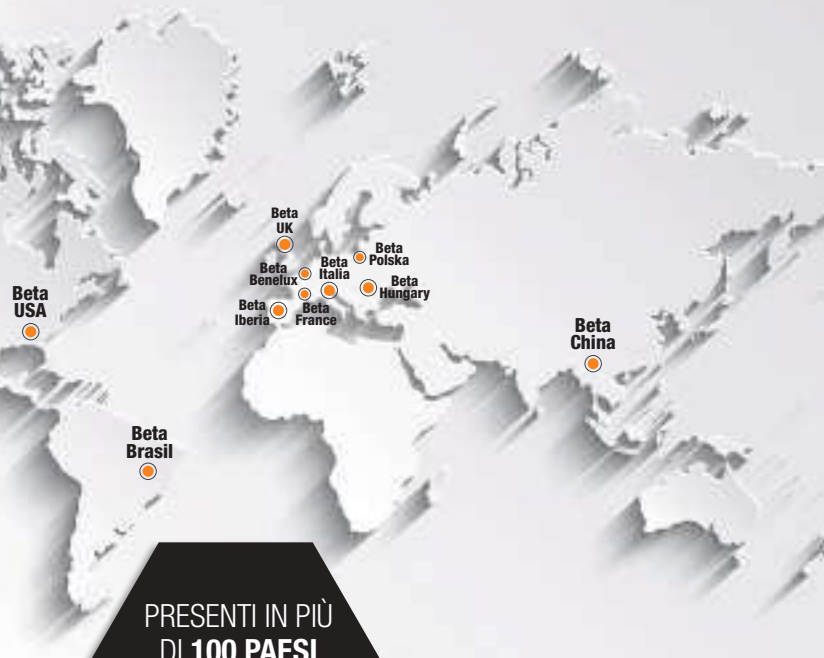 Beta
UK
Beta
Polska
Beta
Benelux
Beta
Italia
Beta
Hungary
Beta
Iberia
Beta
France
Beta
USA
Beta
China
Beta
Brasil
PRESENTI IN PIÙ
DI 100 PAESI